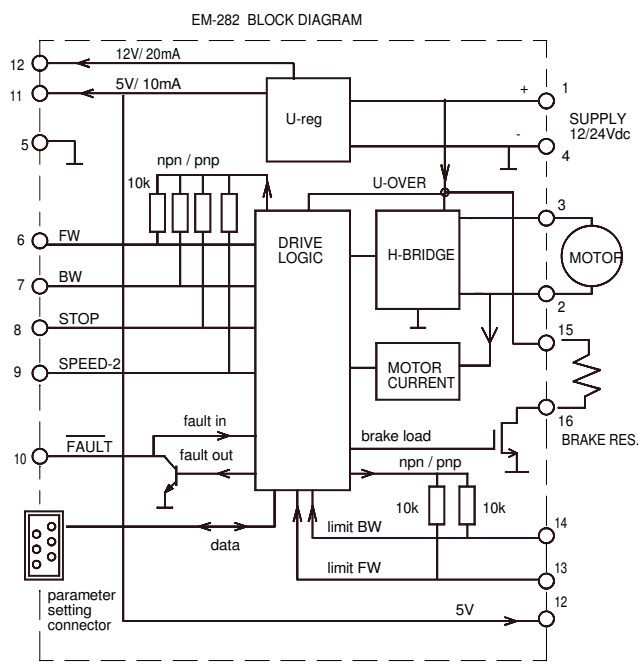 EM-282 BLOCK DIAGRAM
12
12V/ 20mA
11
5V/ 10mA
U-reg
+
1
SUPPLY
12/24Vdc
-
4
5
npn / pnp
10k
U-OVER
3
6
FW
DRIVE
LOGIC
H-BRIDGE
MOTOR
7
BW
2
8
STOP
15
9
SPEED-2
MOTOR
CURRENT
16
BRAKE RES.
10
FAULT
fault in
fault out
brake load
npn / pnp
10k
10k
data
limit BW
14
limit FW
13
parameter
setting
connector
5V
12